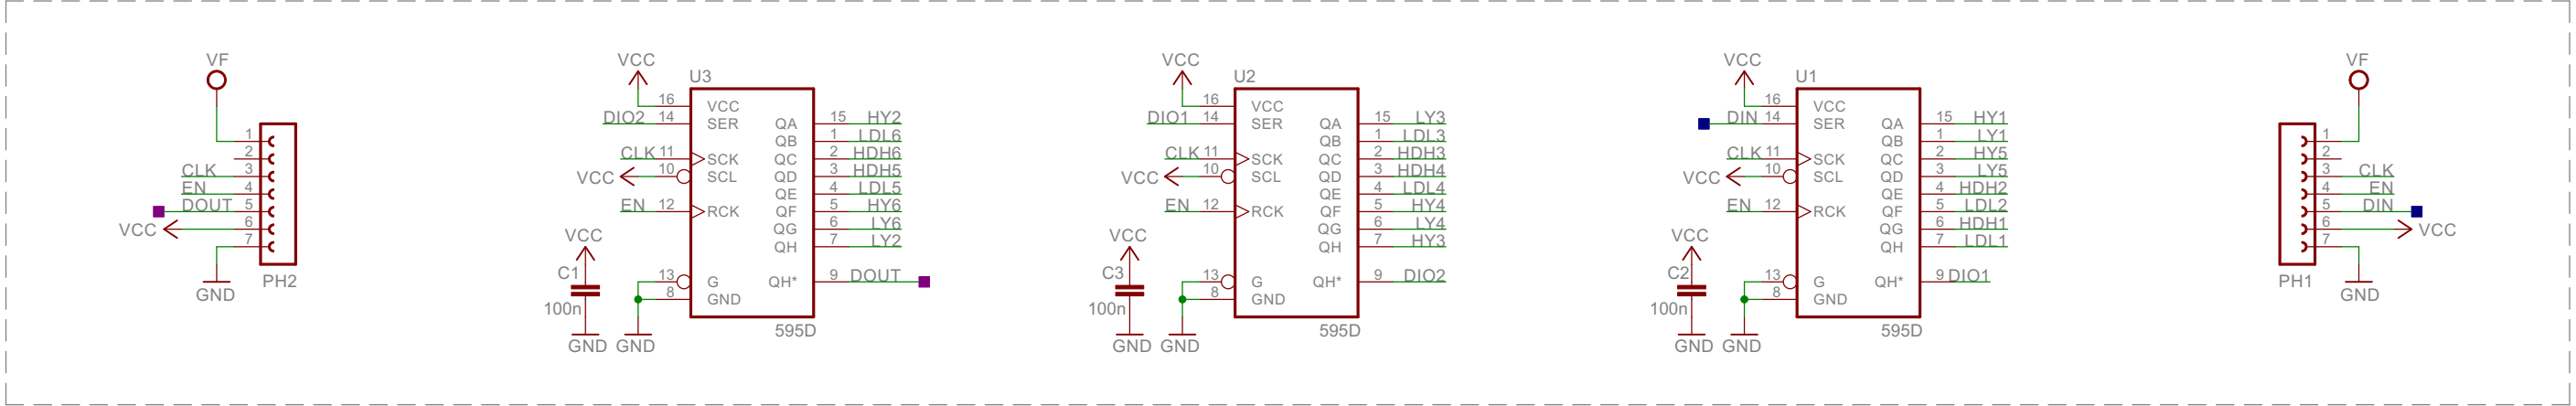 VF
1
2
CLK 3
EN 4
DOUT 5
VCC 6
7
GND
PH2
VCC
U3
16 VCC
DIO2 14 SER QA 15 HY2
QB 1 LDL6
CLK 11 SCK QC 2 HDH6
VCC 10 SCL QD 3 HDH5
QE 4 LDL5
EN 12 RCK QF 5 HY6
QG 6 LY6
QH 7 LY2
VCC
C1
100n
GND
13 G QH* 9 DOUT
8 GND
GND
595D
VCC
U2
16 VCC
DIO1 14 SER QA 15 LY3
QB 1 LDL3
CLK 11 SCK QC 2 HDH3
VCC 10 SCL QD 3 HDH4
QE 4 LDL4
EN 12 RCK QF 5 HY4
QG 6 LY4
QH 7 HY3
VCC
C3
100n
GND
13 G QH* 9 DIO2
8 GND
GND
595D
VCC
U1
16 VCC
DIN 14 SER QA 15 HY1
QB 1 LY1
CLK 11 SCK QC 2 HY5
VCC 10 SCL QD 3 LY5
QE 4 HDH2
EN 12 RCK QF 5 LDL2
QG 6 HDH1
QH 7 LDL1
VCC
C2
100n
GND
13 G QH* 9 DIO1
8 GND
GND
595D
VF
1
2
3 CLK
4 EN
5 DIN
6 VCC
7
PH1
GND